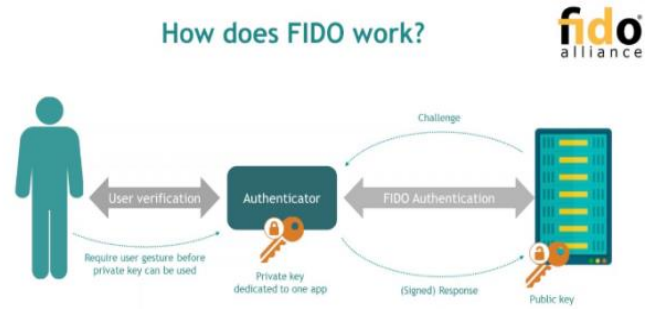 How does FIDO work?
fido
alliance
Challenge
User verification
Authenticator
FIDO Authentication
Require user gesture before
private key can be used
Private key
dedicated to one app
(Signed) Response
Public key